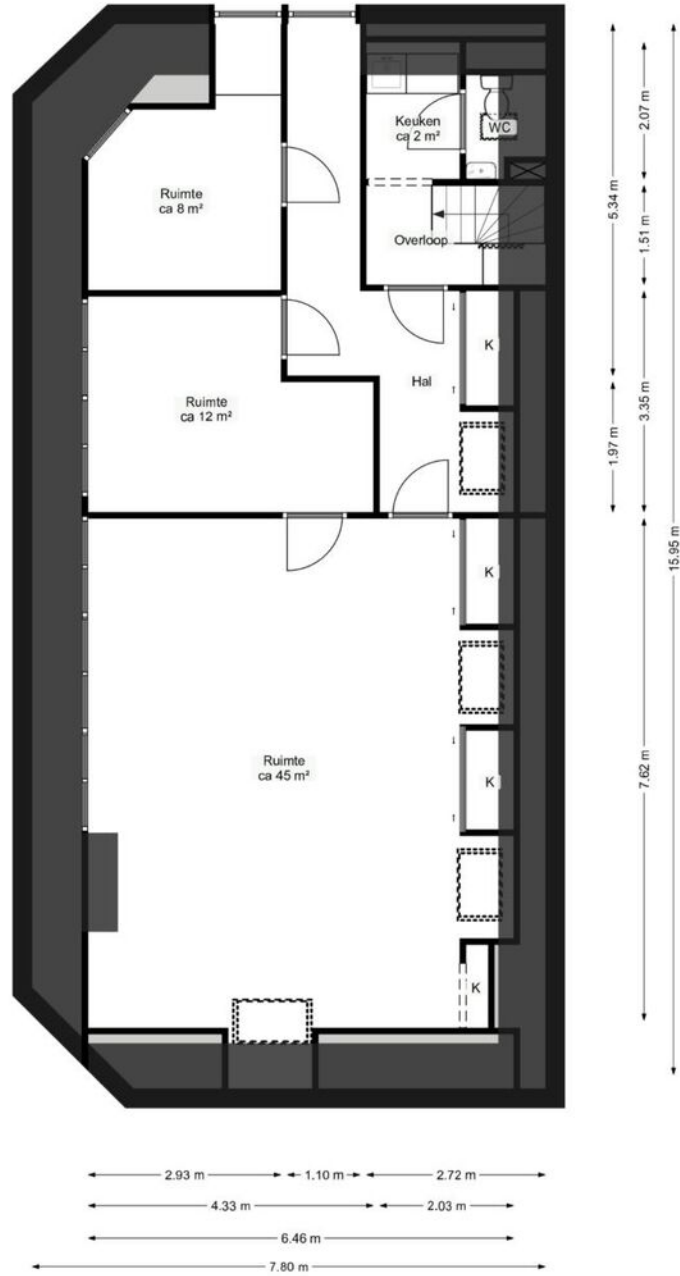 Keuken
ca 2 m²
WC
Ruimte
ca 8 m²
Overloop
K
Hal
Ruimte
ca 12 m²
K
Ruimte
ca 45 m²
K
K
2.07 m
5.34 m
1.51 m
3.35 m
1.97 m
15.95 m
7.62 m
2.93 m
1.10 m
2.72 m
4.33 m
2.03 m
6.46 m
7.80 m